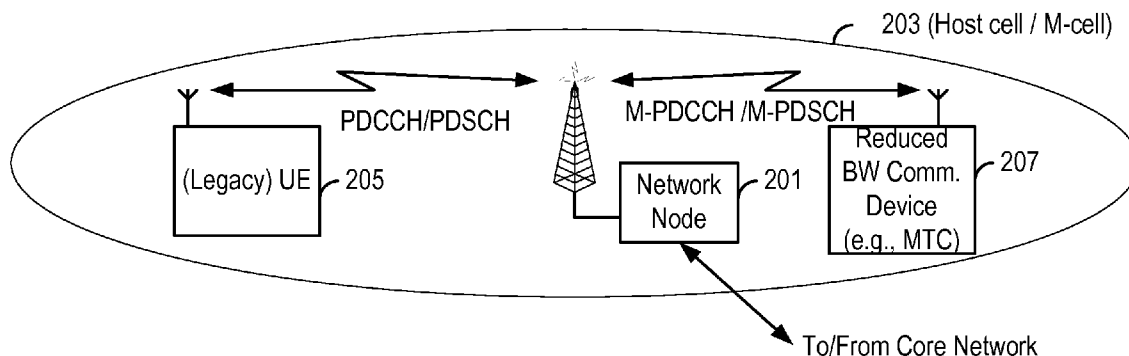 203 (Host cell / M-cell)
PDCCH/PDSCH
M-PDCCH /M-PDSCH
(Legacy) UE
205
Network
Node
201
Reduced
BW Comm.
Device
(e.g., MTC)
207
To/From Core Network